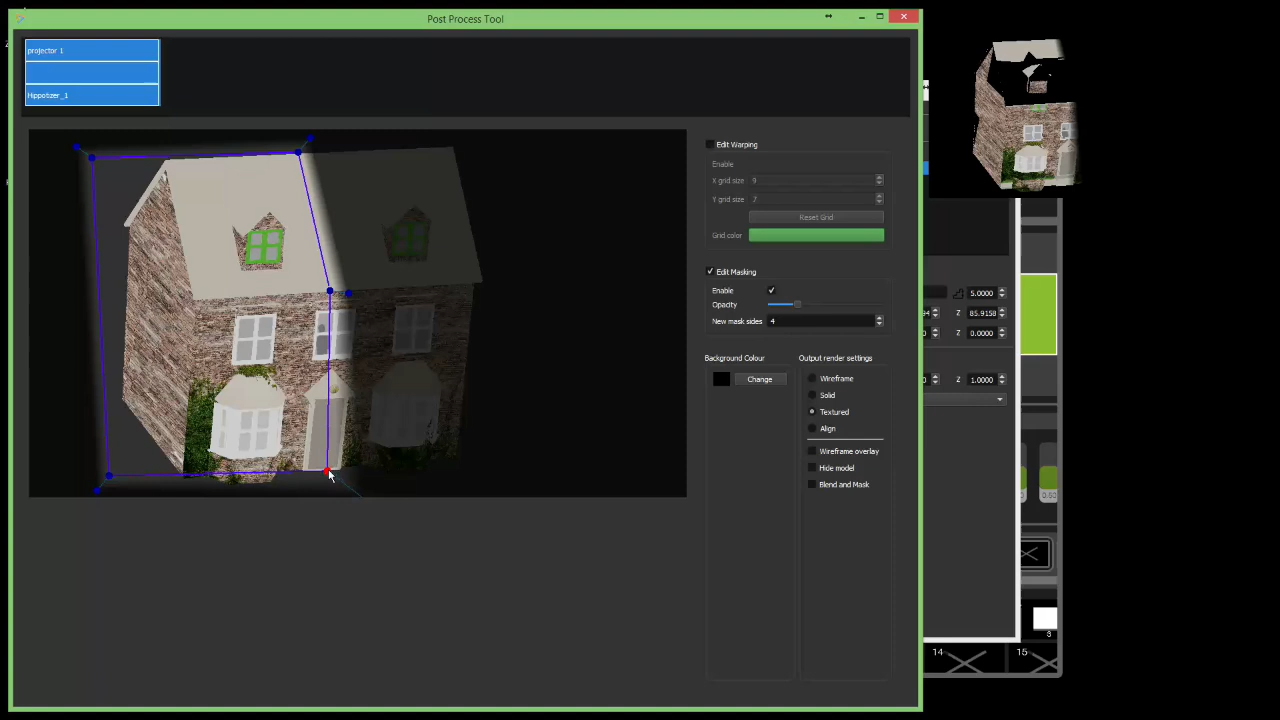 Post Process Tool
projector 1
Hippotizer_1
Edit Warping
Enable
X grid size 9
Y grid size 7
Reset Grid
Grid color
Edit Masking
Enable
Opacity
New mask sides 4
Background Colour
Change
Output render settings
Wireframe
Solid
Textured
Align
Wireframe overlay
Hide model
Blend and Mask
5.0000
Z 85.9158
Z 0.0000
Z 1.0000
14
15